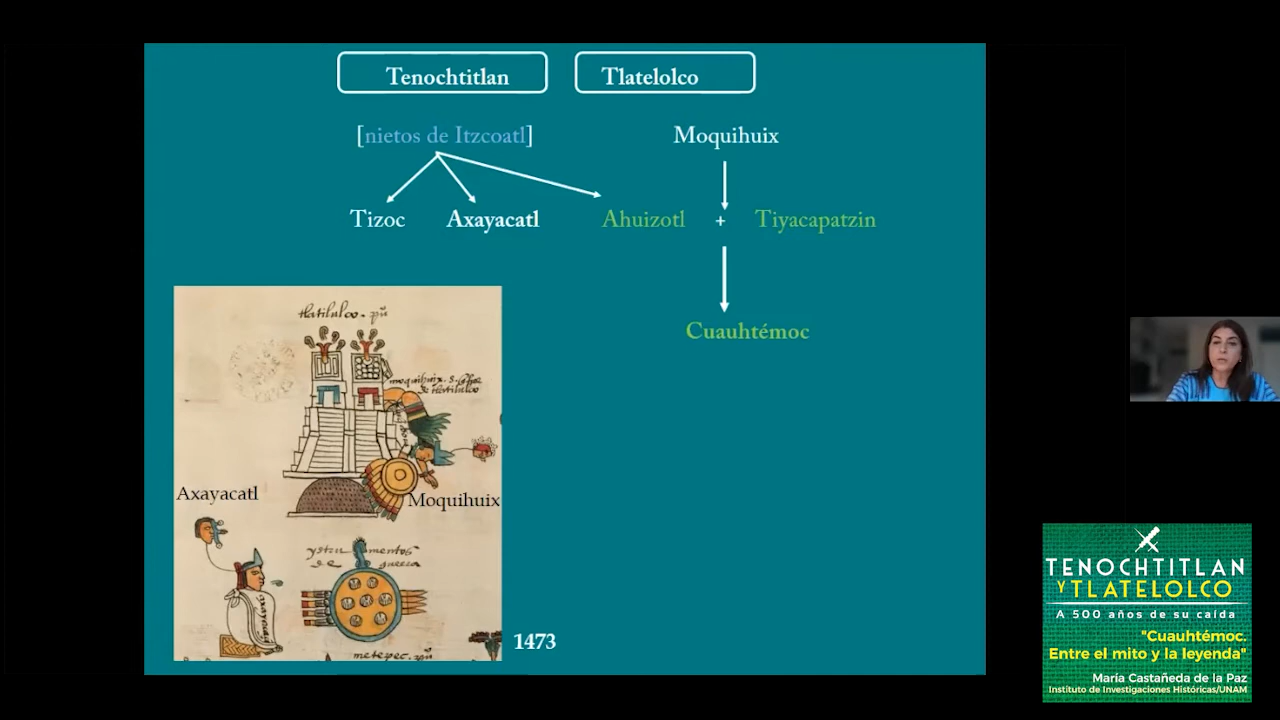 Tenochtitlan
Tlatelolco
[nietos de Itzcoatl]
Moquihuix
Tizoc
Axayacatl
Ahuizotl
+
Tiyacapatzin
Cuauhtémoc
Axayacatl
Moquihuix
1473
TENOCHTITLAN
Y TLATELOLCO
A 500 años de su caída
"Cuauhtémoc.
Entre el mito y la leyenda"
María Castañeda de la Paz
Instituto de Investigaciones Históricas/UNAM